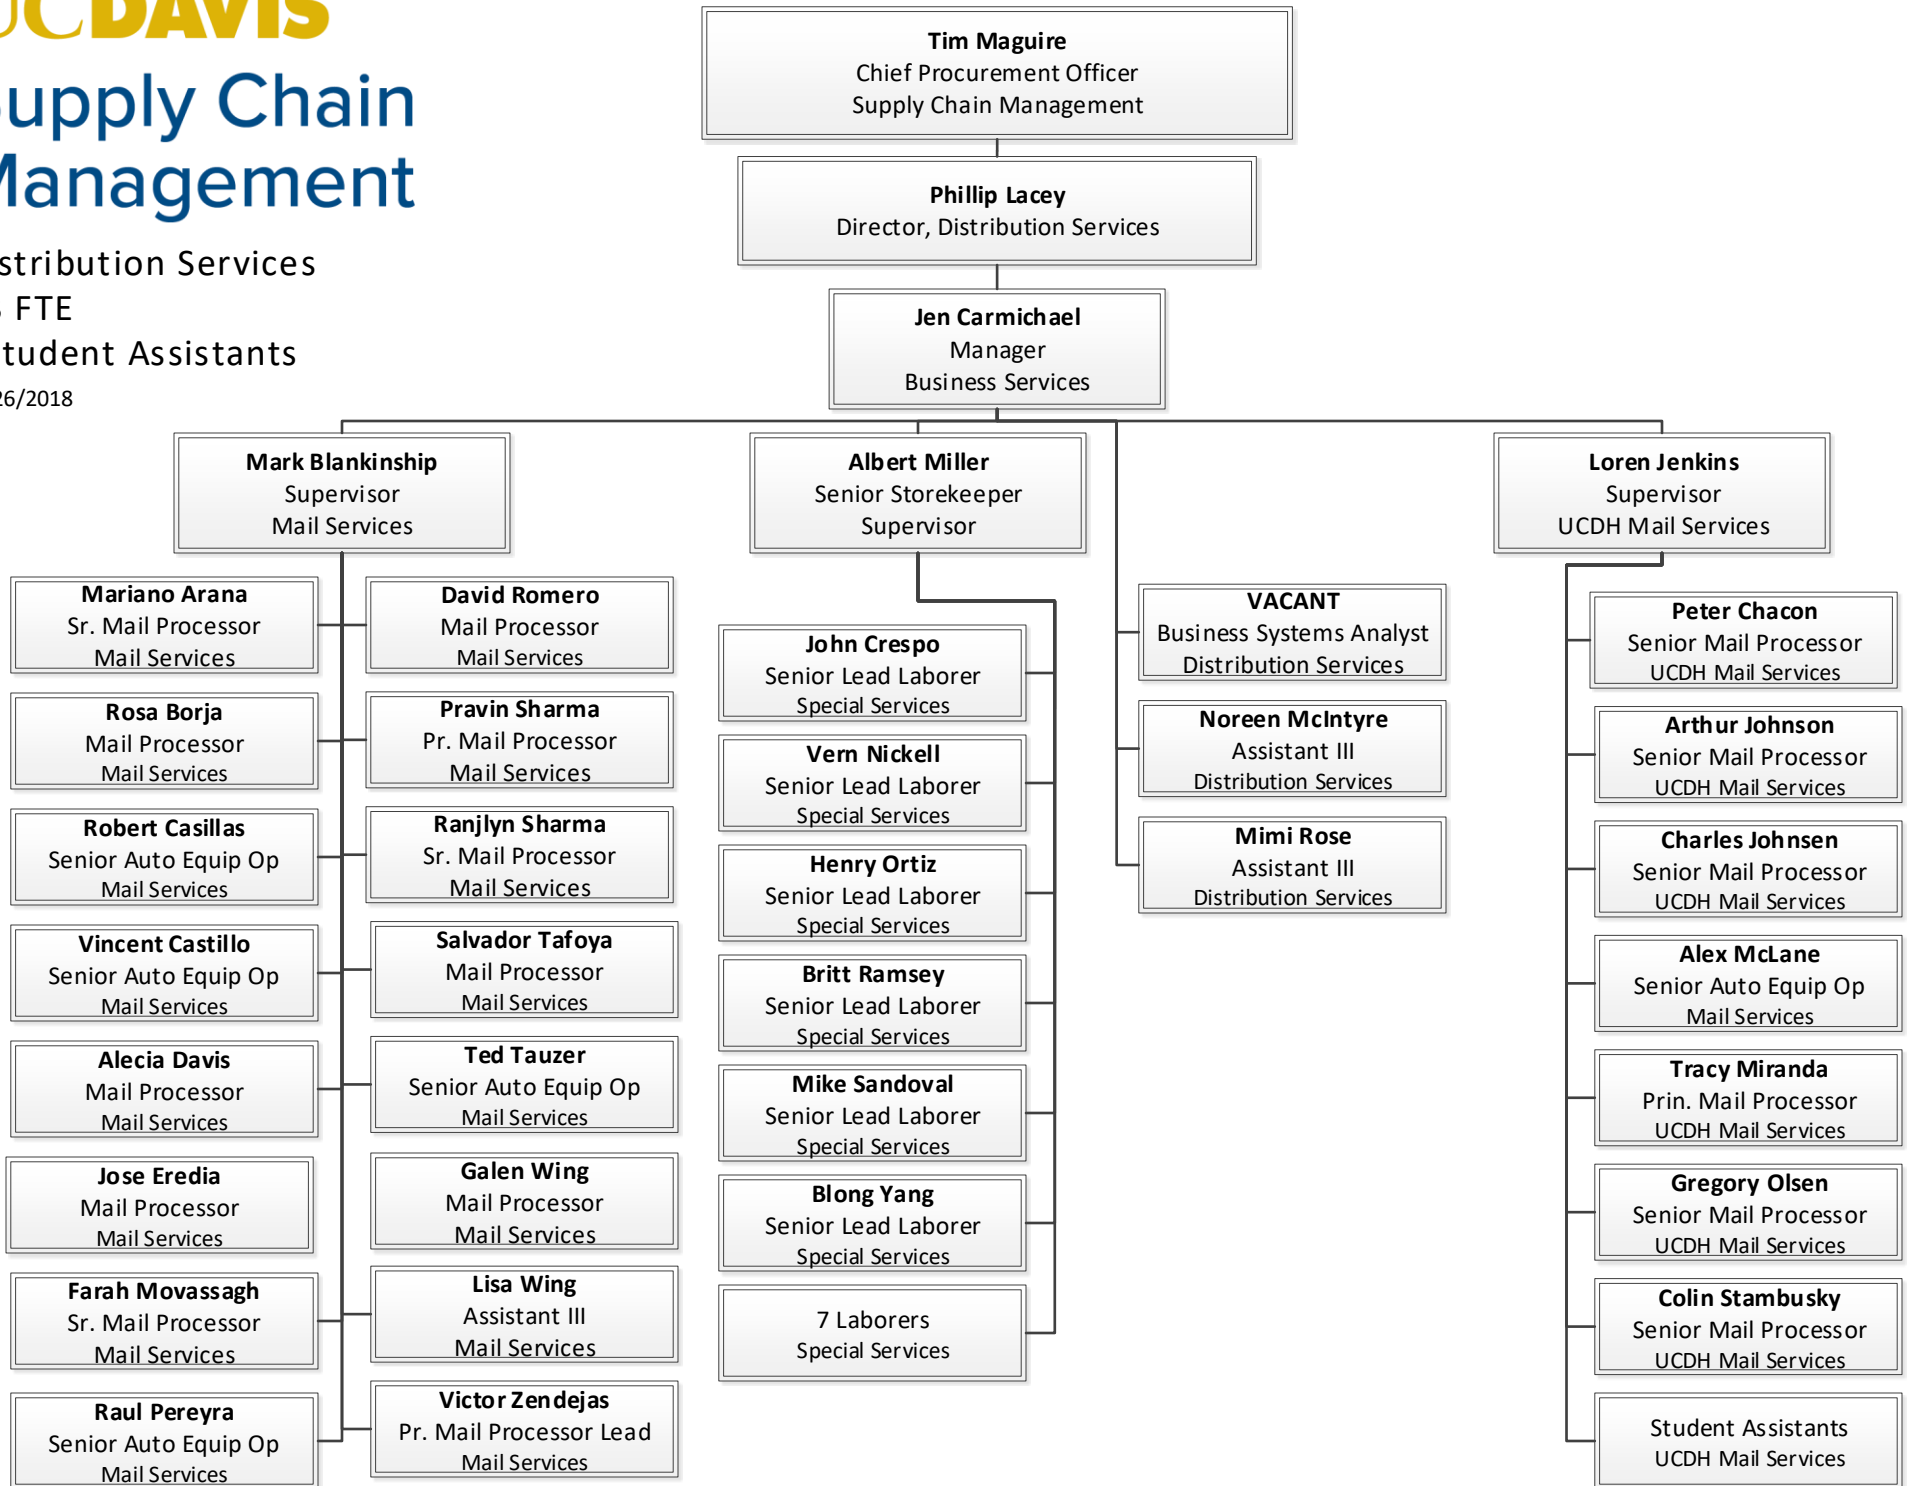 UCDAVIS
Supply Chain
Management
stribution Services
FTE
tudent Assistants
26/2018
Tim Maguire
Chief Procurement Officer
Supply Chain Management
Phillip Lacey
Director, Distribution Services
Jen Carmichael
Manager
Business Services
Mark Blankinship
Supervisor
Mail Services
Albert Miller
Senior Storekeeper
Supervisor
Loren Jenkins
Supervisor
UCDH Mail Services
Mariano Arana
Sr. Mail Processor
Mail Services
Rosa Borja
Mail Processor
Mail Services
Robert Casillas
Senior Auto Equip Op
Mail Services
Vincent Castillo
Senior Auto Equip Op
Mail Services
Alecia Davis
Mail Processor
Mail Services
Jose Eredia
Mail Processor
Mail Services
Farah Movassagh
Sr. Mail Processor
Mail Services
Raul Pereyra
Senior Auto Equip Op
Mail Services
David Romero
Mail Processor
Mail Services
Pravin Sharma
Pr. Mail Processor
Mail Services
Ranjlyn Sharma
Sr. Mail Processor
Mail Services
Salvador Tafoya
Mail Processor
Mail Services
Ted Tauzer
Senior Auto Equip Op
Mail Services
Galen Wing
Mail Processor
Mail Services
Lisa Wing
Assistant III
Mail Services
Victor Zendejas
Pr. Mail Processor Lead
Mail Services
John Crespo
Senior Lead Laborer
Special Services
Vern Nickell
Senior Lead Laborer
Special Services
Henry Ortiz
Senior Lead Laborer
Special Services
Britt Ramsey
Senior Lead Laborer
Special Services
Mike Sandoval
Senior Lead Laborer
Special Services
Blong Yang
Senior Lead Laborer
Special Services
7 Laborers
Special Services
VACANT
Business Systems Analyst
Distribution Services
Noreen McIntyre
Assistant III
Distribution Services
Mimi Rose
Assistant III
Distribution Services
Peter Chacon
Senior Mail Processor
UCDH Mail Services
Arthur Johnson
Senior Mail Processor
UCDH Mail Services
Charles Johnsen
Senior Mail Processor
UCDH Mail Services
Alex McLane
Senior Auto Equip Op
Mail Services
Tracy Miranda
Prin. Mail Processor
UCDH Mail Services
Gregory Olsen
Senior Mail Processor
UCDH Mail Services
Colin Stambusky
Senior Mail Processor
UCDH Mail Services
Student Assistants
UCDH Mail Services